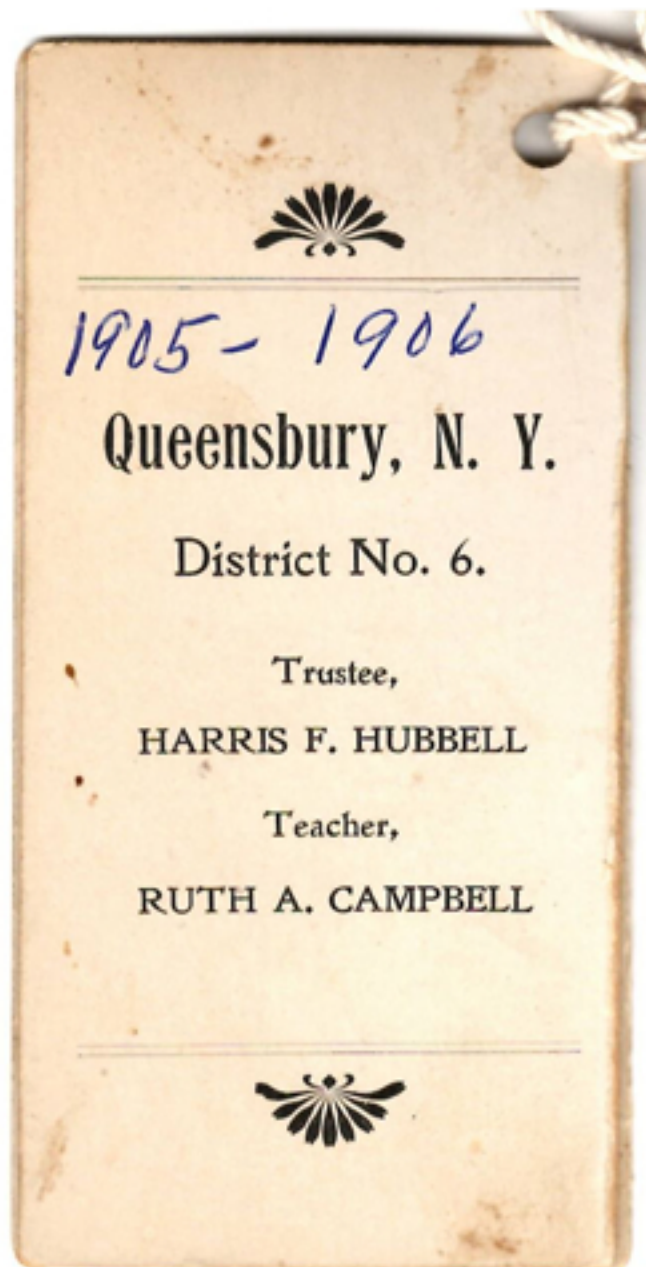 1905- 1906
Queensbury, N. Y.
District No. 6.
Trustee,
HARRIS F. HUBBELL
Teacher,
RUTH A. CAMPBELL